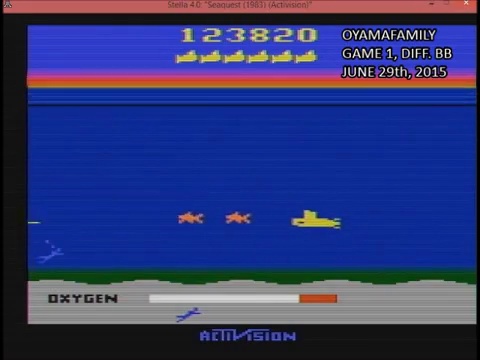 Stella 4.0: "Seaquest (1983) (Activision)"
123820
OYAMAFAMILY
GAME 1, DIFF. BB
JUNE 29th, 2015
OXYGEN
ACTIVISION